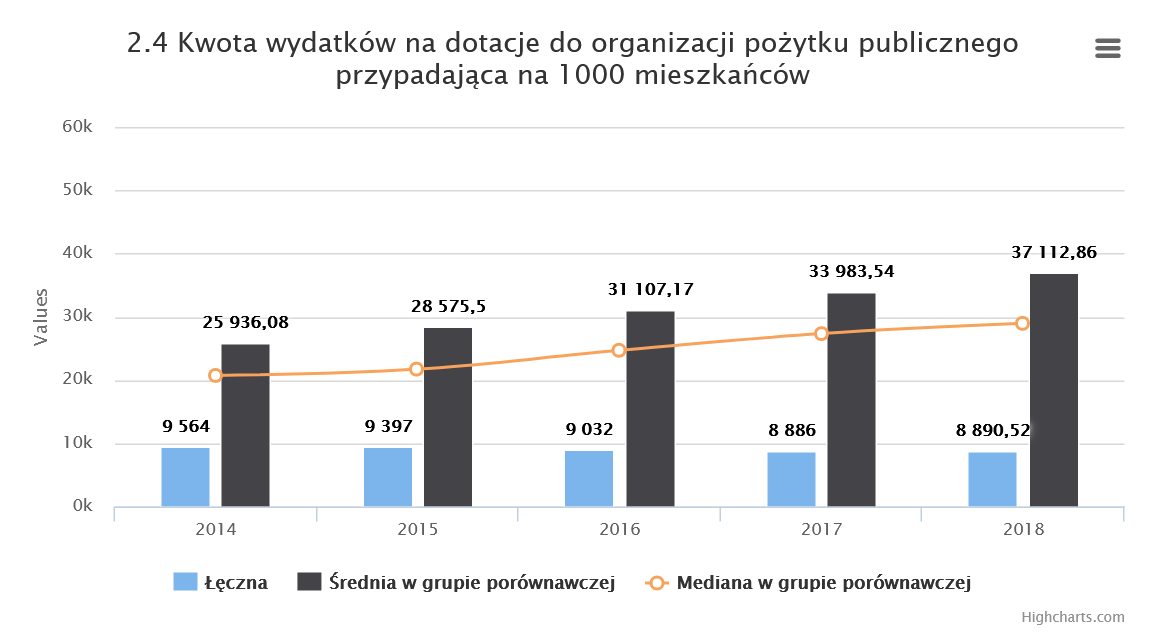 2.4 Kwota wydatków na dotacje do organizacji pożytku publicznego
przypadająca na 1000 mieszkańców
Values
60k
50k
40k
30k
20k
10k
0k
25 936,08
28 575,5
31 107,17
33 983,54
37 112,86
9 564
9 397
9 032
8 886
8 890,52
2014
2015
2016
2017
2018
Łęczna
Średnia w grupie porównawczej
Mediana w grupie porównawczej
Highcharts.com